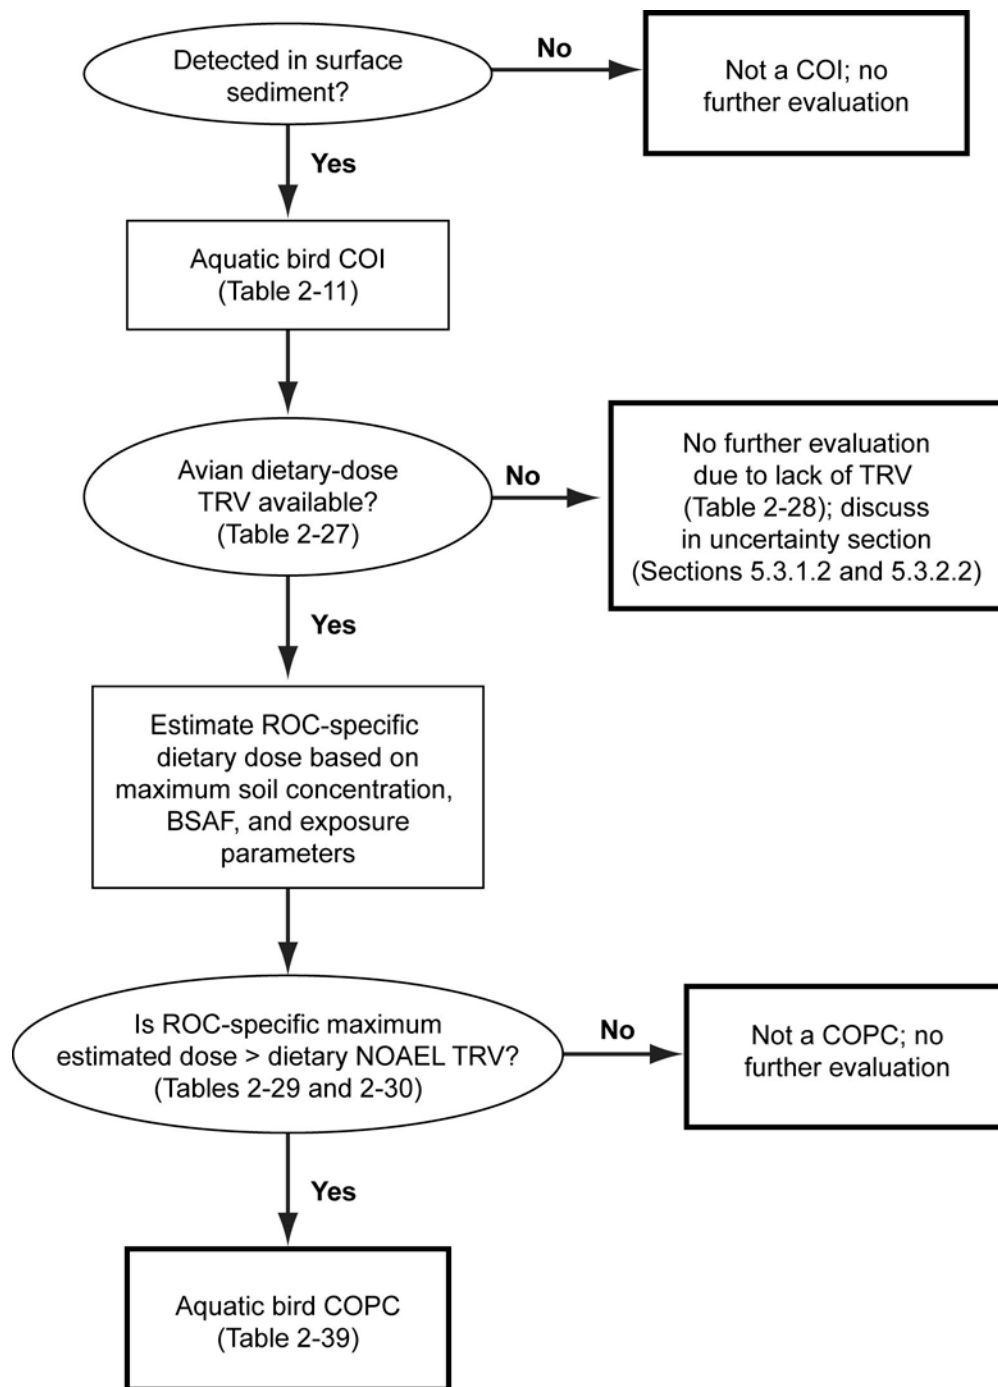 Detected in surface
sediment?
No
Not a COI; no
further evaluation
Yes
Aquatic bird COI
(Table 2-11)
Avian dietary-dose
TRV available?
(Table 2-27)
No
No further evaluation
due to lack of TRV
(Table 2-28); discuss
in uncertainty section
(Sections 5.3.1.2 and 5.3.2.2)
Yes
Estimate ROC-specific
dietary dose based on
maximum soil concentration,
BSAF, and exposure
parameters
Is ROC-specific maximum
estimated dose > dietary NOAEL TRV?
(Tables 2-29 and 2-30)
No
Not a COPC; no
further evaluation
Yes
Aquatic bird COPC
(Table 2-39)